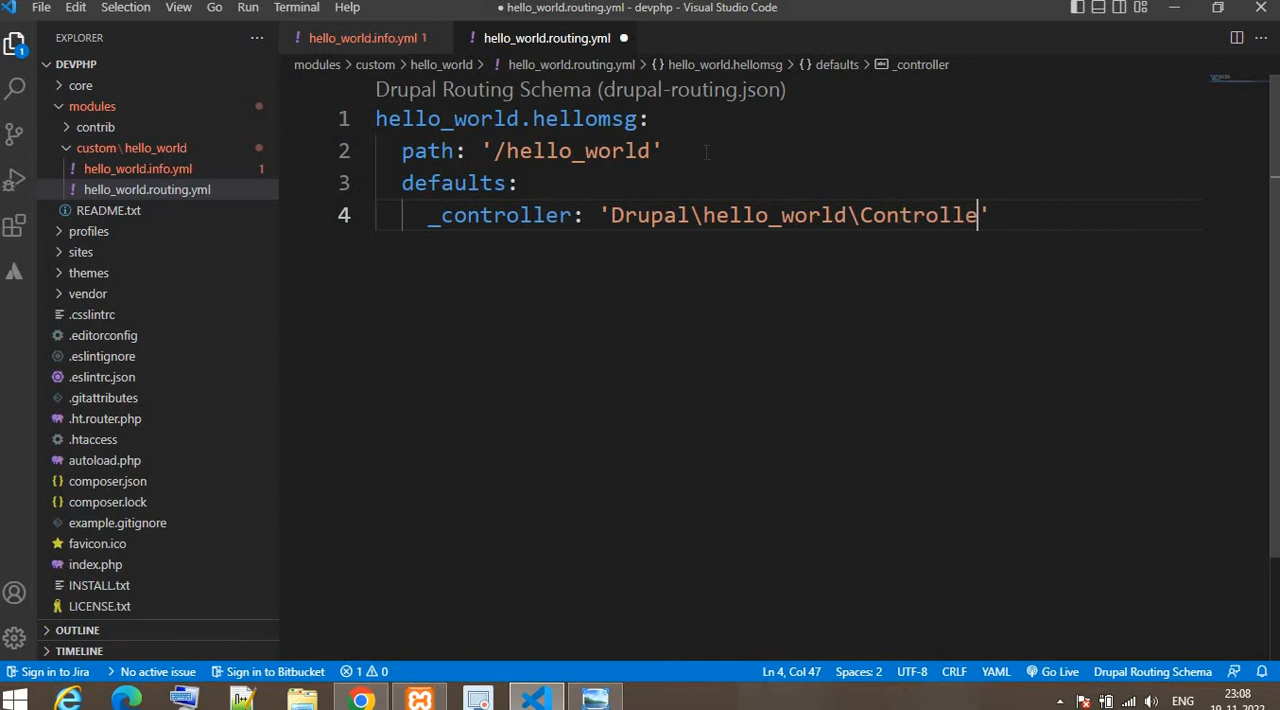 File Edit Selection View Go Run Terminal Help
● hello_world.routing.yml - devphp - Visual Studio Code
EXPLORER
DEVPHP
core
modules
contrib
custom\hello_world
! hello_world.info.yml 1
! hello_world.routing.yml
README.txt
profiles
sites
themes
vendor
.csslintrc
.editorconfig
.eslintignore
.eslintrc.json
.gitattributes
.ht.router.php
.htaccess
autoload.php
composer.json
composer.lock
example.gitignore
favicon.ico
index.php
INSTALL.txt
LICENSE.txt
OUTLINE
TIMELINE
1
! hello_world.info.yml 1
! hello_world.routing.yml ●
modules > custom > hello_world > ! hello_world.routing.yml > {} hello_world.hellomsg > {} defaults > abc _controller
Drupal Routing Schema (drupal-routing.json)
1 hello_world.hellomsg:
2 path: '/hello_world'
3 defaults:
4 _controller: 'Drupal\hello_world\Controlle'
Sign in to Jira
No active issue
Sign in to Bitbucket
1 0
Ln 4, Col 47 Spaces: 2 UTF-8 CRLF YAML Go Live Drupal Routing Schema
ENG
23:08
19-11-2022